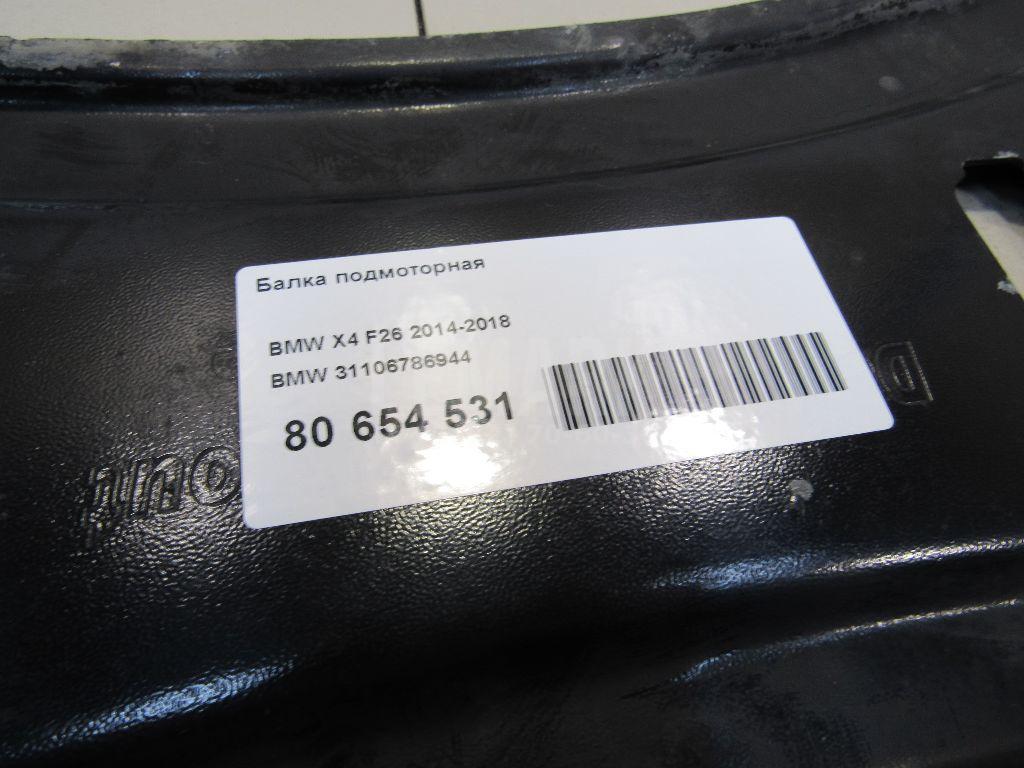 Балка подмоторная
BMW X4 F26 2014-2018
BMW 31106786944
80 654 531